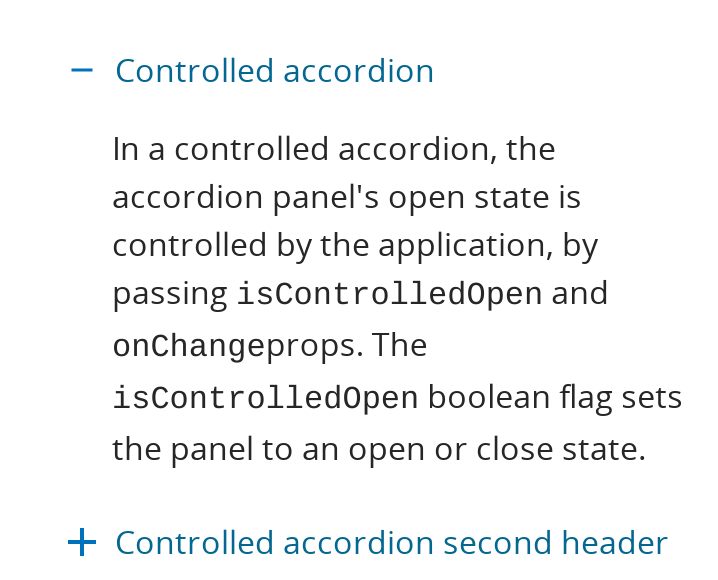 Controlled accordion
In a controlled accordion, the
accordion panel's open state is
controlled by the application, by
passing isControlledOpen and
onChangeprops. The
isControlledOpen boolean flag sets
the panel to an open or close state.
Controlled accordion second header